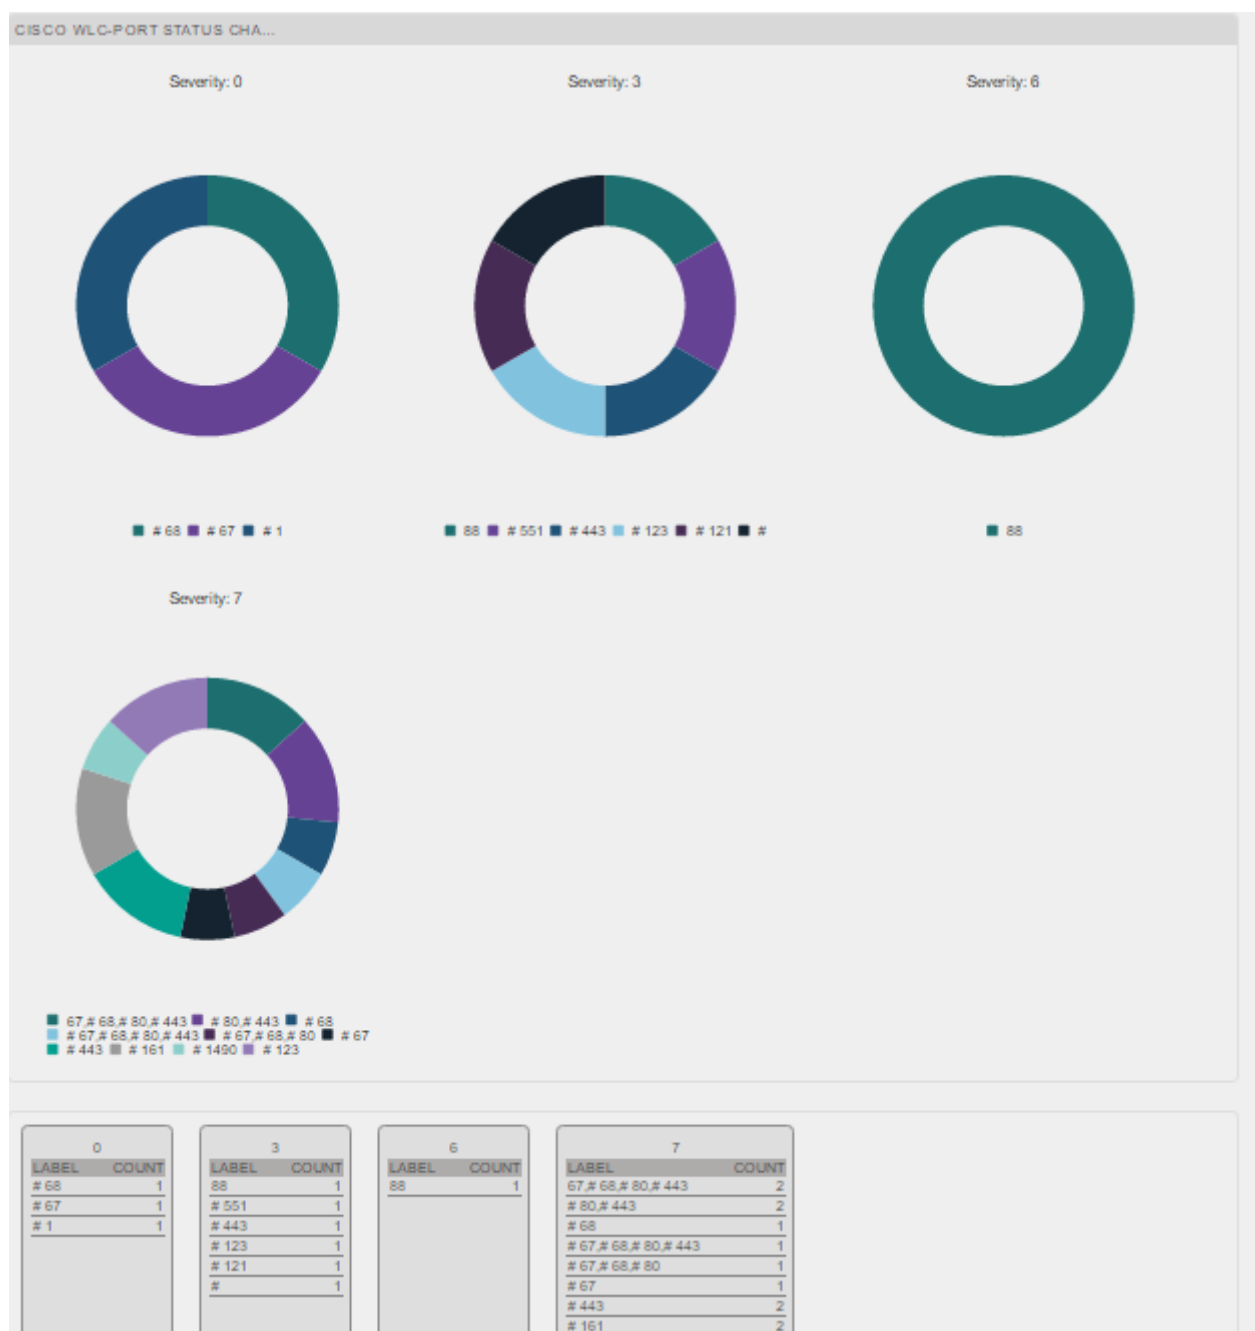 CISCO WLC-PORT STATUS CHA...
Severity: 0
Severity: 3
Severity: 6
# 68 # 67 # 1
88 # 551 # 443 # 123 # 121 #
88
Severity: 7
67,# 68,# 80,# 443 # 80,# 443 # 68
# 67,# 68,# 80,# 443 # 67,# 68,# 80 # 67
# 443 # 161 # 1490 # 123
0
LABEL COUNT
# 68 1
# 67 1
# 1 1
3
LABEL COUNT
88 1
# 551 1
# 443 1
# 123 1
# 121 1
# 1
6
LABEL COUNT
88 1
7
LABEL COUNT
67,# 68,# 80,# 443 2
# 80,# 443 2
# 68 1
# 67,# 68,# 80,# 443 1
# 67,# 68,# 80 1
# 67 1
# 443 2
# 161 2